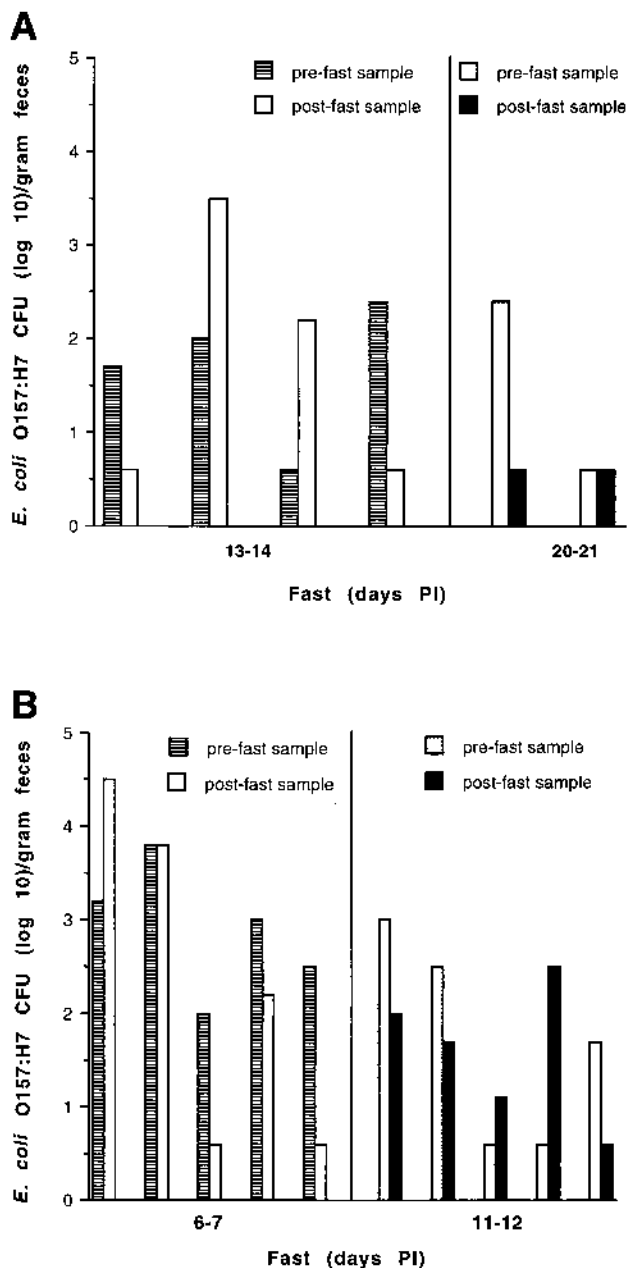 A
E. coli O157:H7 CFU (log 10)/gram feces
5
4
3
2
1
0
pre-fast sample
post-fast sample
pre-fast sample
post-fast sample
13-14
20-21
Fast (days PI)
B
E. coli O157:H7 CFU (log 10)/gram feces
5
4
3
2
1
0
pre-fast sample
post-fast sample
pre-fast sample
post-fast sample
6-7
11-12
Fast (days PI)